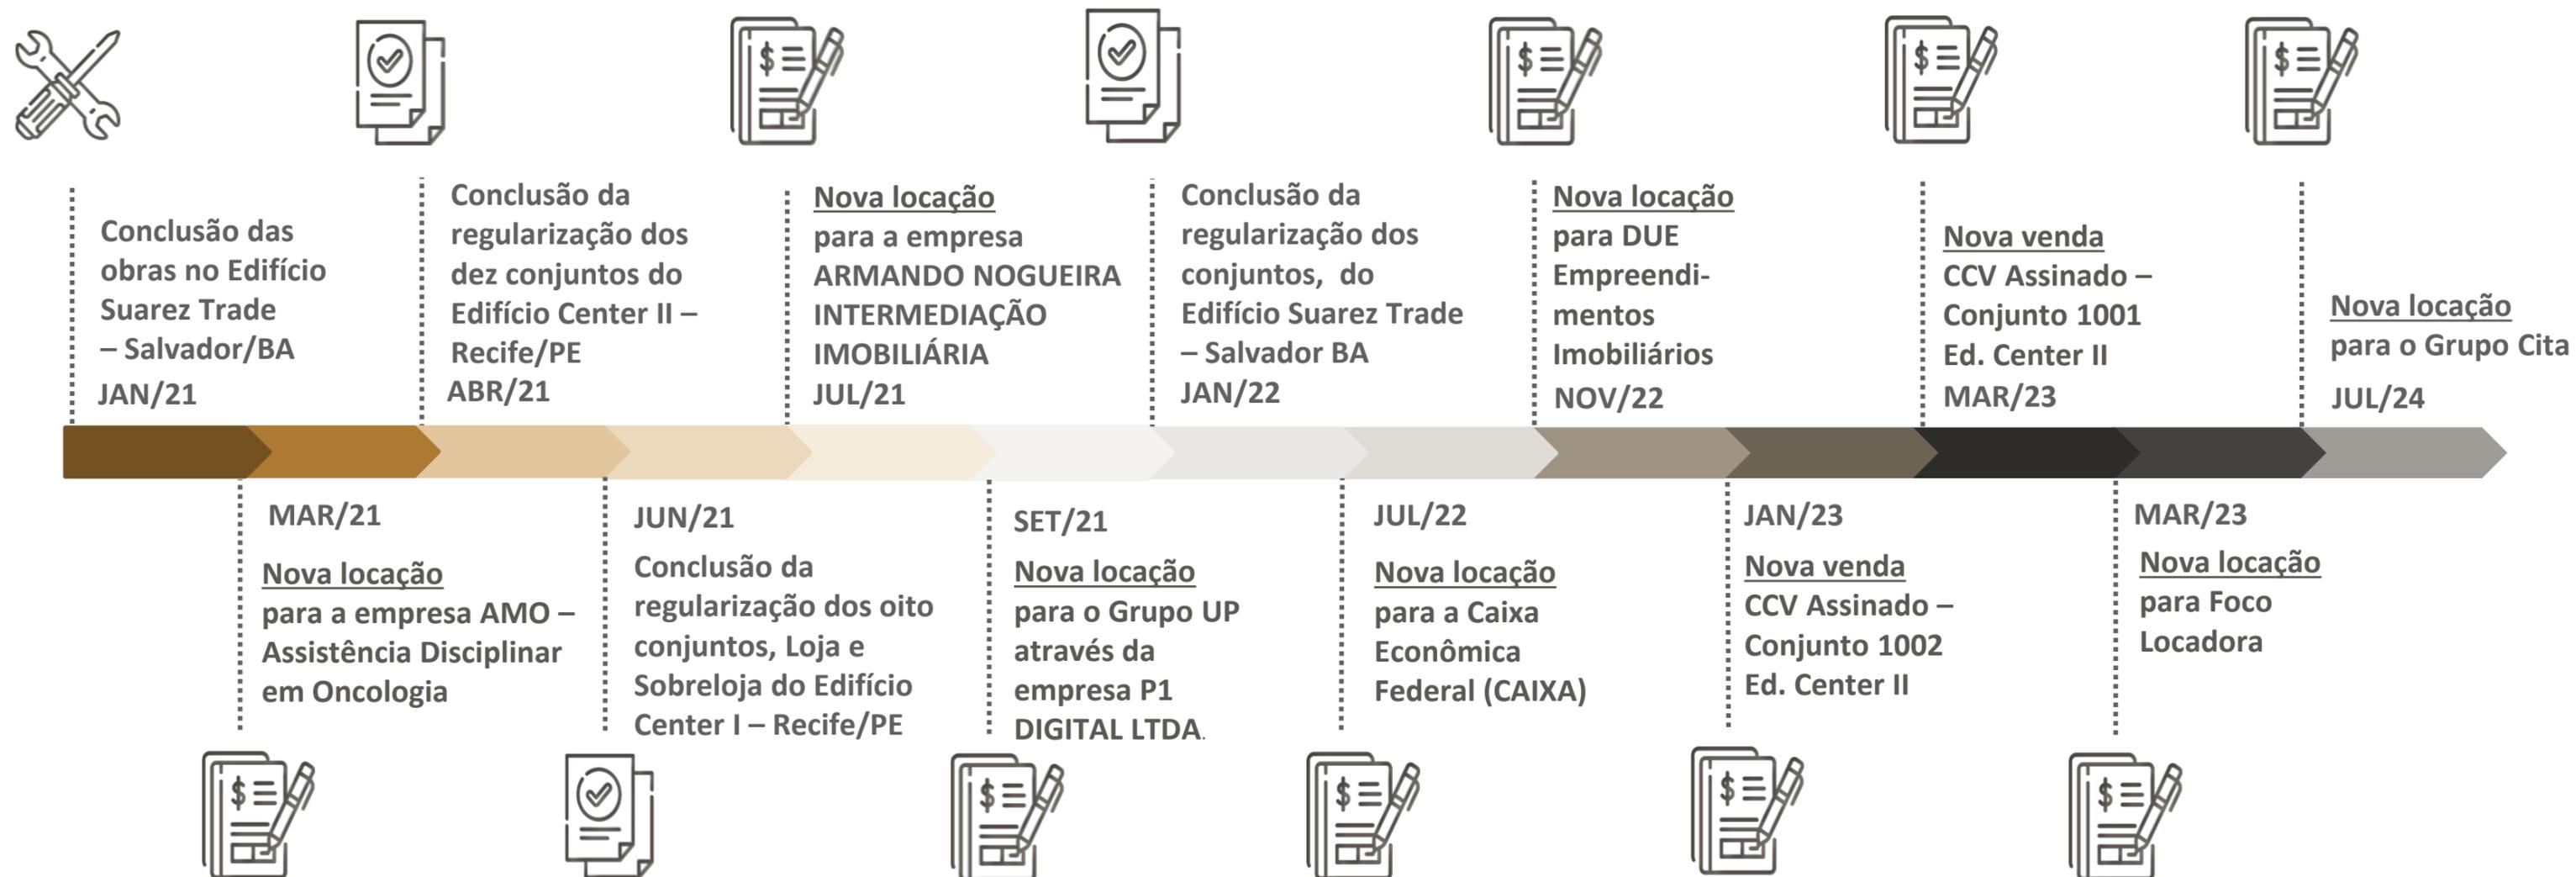 Conclusão das
obras no Edifício
Suarez Trade
– Salvador/BA
JAN/21
Conclusão da
regularização dos
dez conjuntos do
Edifício Center II –
Recife/PE
ABR/21
Nova locação
para a empresa
ARMANDO NOGUEIRA
INTERMEDIAÇÃO
IMOBILIÁRIA
JUL/21
Conclusão da
regularização dos
conjuntos, do
Edifício Suarez Trade
– Salvador BA
JAN/22
Nova locação
para DUE
Empreendi-
mentos
Imobiliários
NOV/22
Nova venda
CCV Assinado –
Conjunto 1001
Ed. Center II
MAR/23
Nova locação
para o Grupo Cita
JUL/24
MAR/21
Nova locação
para a empresa AMO –
Assistência Disciplinar
em Oncologia
JUN/21
Conclusão da
regularização dos oito
conjuntos, Loja e
Sobreloja do Edifício
Center I – Recife/PE
SET/21
Nova locação
para o Grupo UP
através da
empresa P1
DIGITAL LTDA.
JUL/22
Nova locação
para a Caixa
Econômica
Federal (CAIXA)
JAN/23
Nova venda
CCV Assinado –
Conjunto 1002
Ed. Center II
MAR/23
Nova locação
para Foco
Locadora